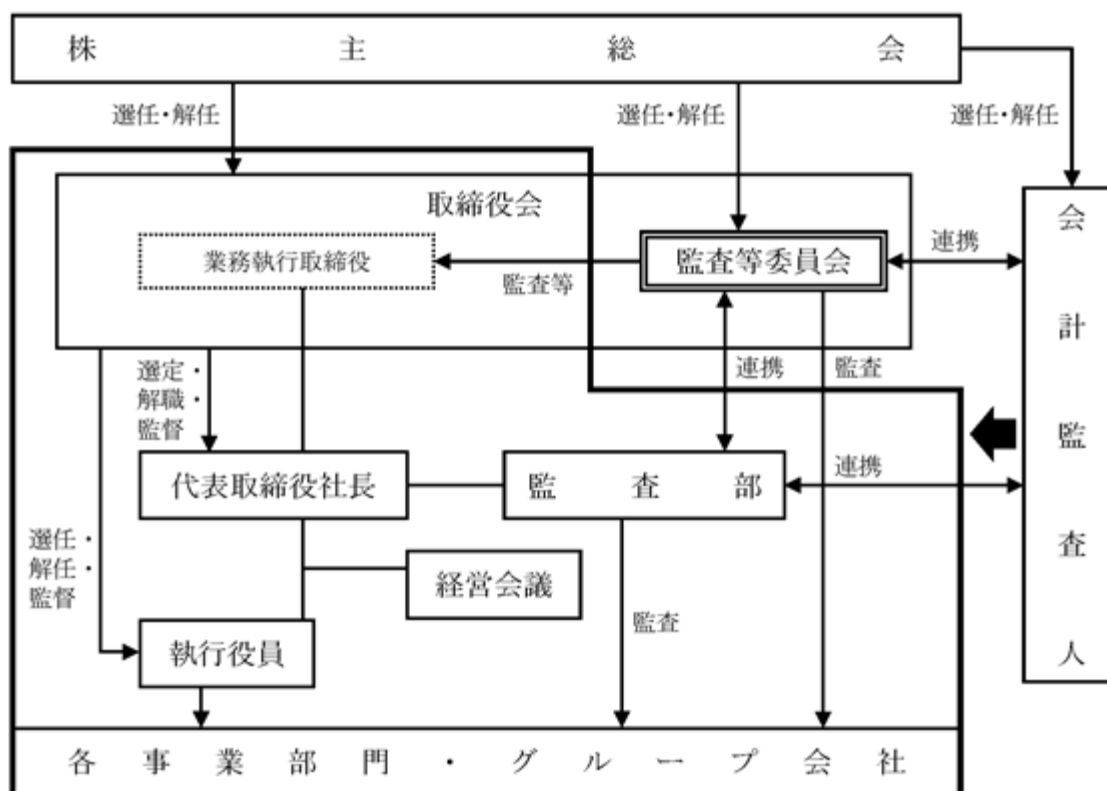 株主総会
選任・解任
選任・解任
選任・解任
取締役会
業務執行取締役
監査等委員会
監査等
連携
会計監査人
選定・
解職・
監督
連携
監査
代表取締役社長
監査部
連携
選任・
解任・
監督
経営会議
監査
執行役員
各事業部門・グループ会社